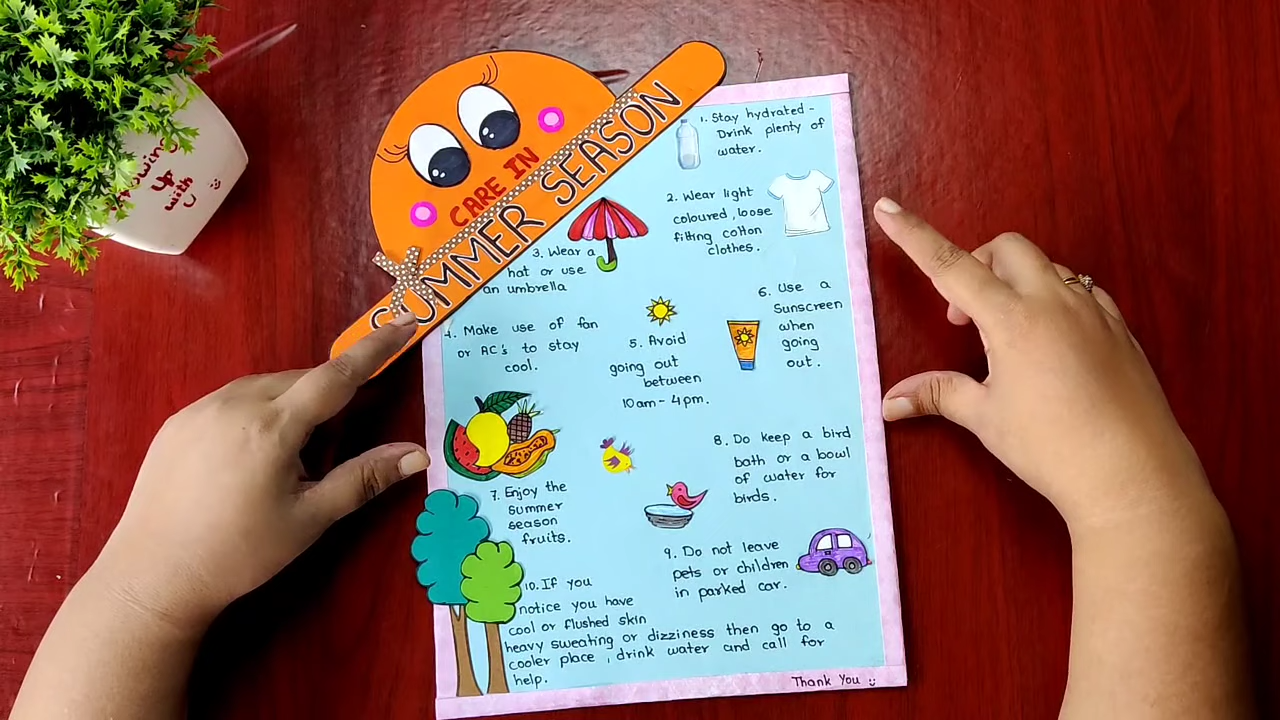 Growing
up
with
CARE IN
SUMMER SEASON
1. Stay hydrated -
Drink plenty of
water.
2. Wear light
coloured, loose
fitting cotton
clothes.
3. Wear a
hat or use
an umbrella
4. Make use of fan
or AC's to stay
cool.
5. Avoid
going out
between
10am - 4pm.
6. Use a
Sunscreen
when
going
out.
7. Enjoy the
summer
season
fruits.
8. Do keep a bird
bath or a bowl
of water for
birds.
9. Do not leave
pets or children
in parked car.
10. If you
notice you have
cool or flushed skin
heavy sweating or dizziness then go to a
cooler place, drink water and call for
help.
Thank You